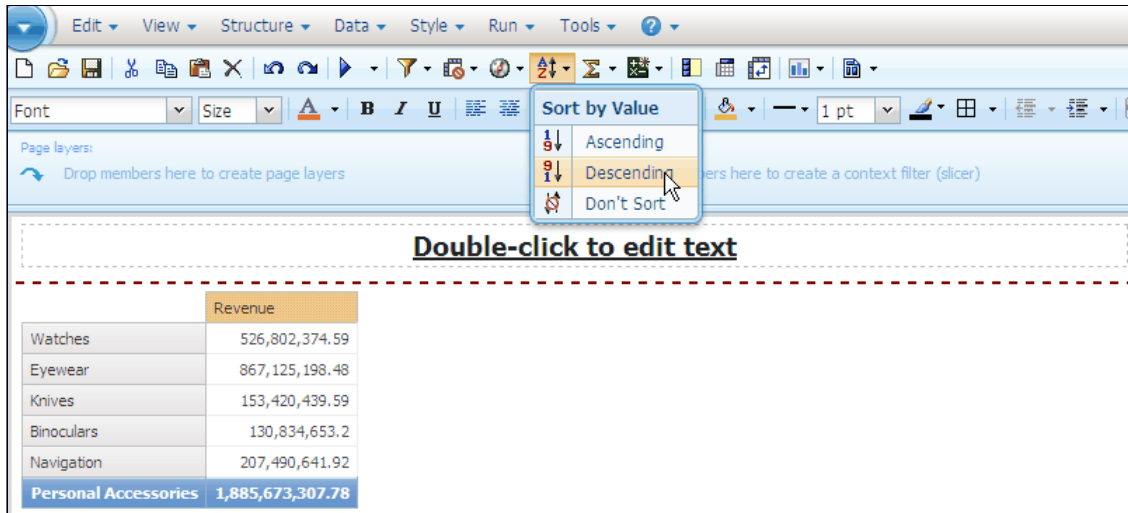 Edit View Structure Data Style Run Tools ?
Font Size A B I U 1 pt
Sort by Value
Ascending
Descending
Don't Sort
Page layers:
Drop members here to create page layers
ers here to create a context filter (slicer)
Double-click to edit text
Revenue
Watches 526,802,374.59
Eyewear 867,125,198.48
Knives 153,420,439.59
Binoculars 130,834,653.2
Navigation 207,490,641.92
Personal Accessories 1,885,673,307.78